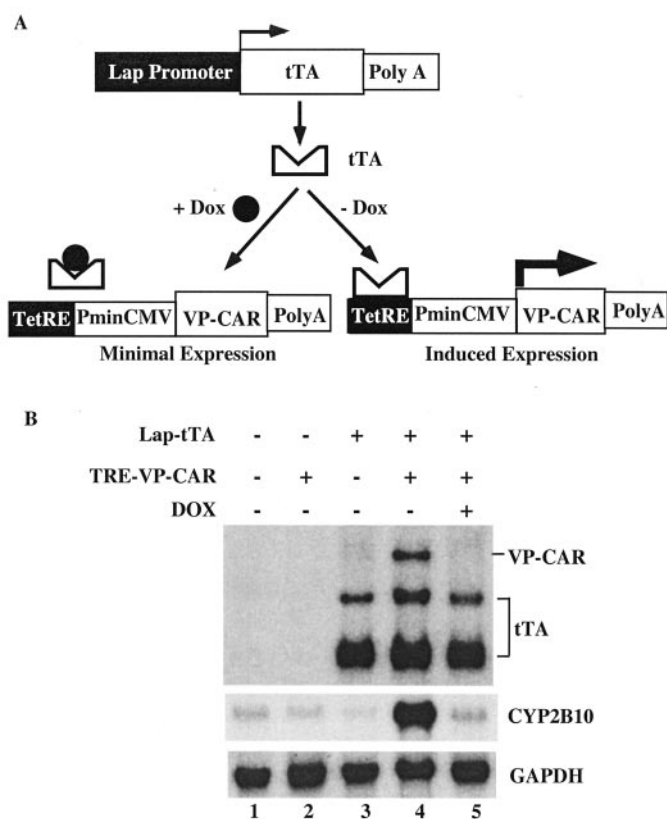 A
Lap Promoter tTA Poly A
tTA
+ Dox - Dox
TetRE PminCMV VP-CAR PolyA TetRE PminCMV VP-CAR PolyA
Minimal Expression Induced Expression
B
Lap-tTA - - + + +
TRE-VP-CAR - + - + +
DOX - - - - +
VP-CAR
tTA
CYP2B10
GAPDH
1 2 3 4 5